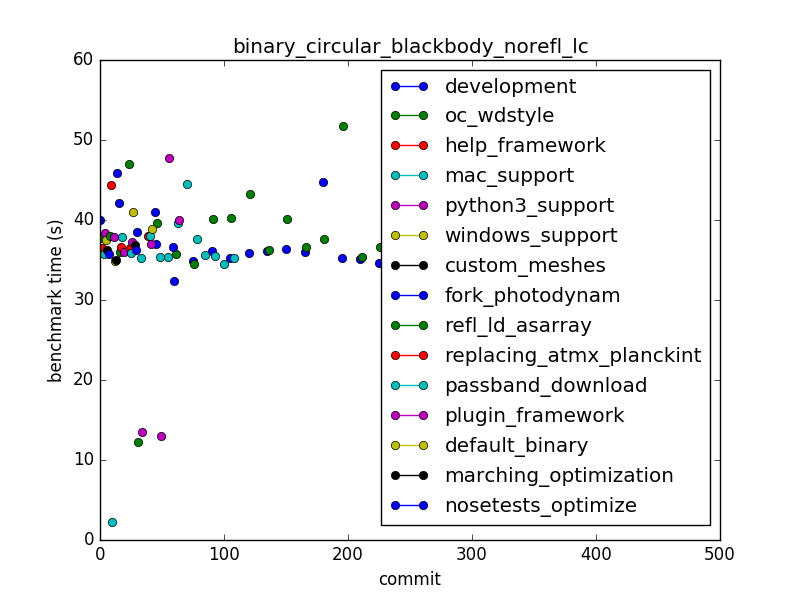 binary_circular_blackbody_norefl_lc
60
50
40
30
20
10
0
benchmark time (s)
development
oc_wdstyle
help_framework
mac_support
python3_support
windows_support
custom_meshes
fork_photodynam
refl_ld_asarray
replacing_atmx_planckint
passband_download
plugin_framework
default_binary
marching_optimization
nosetests_optimize
0 100 200 300 400 500
commit